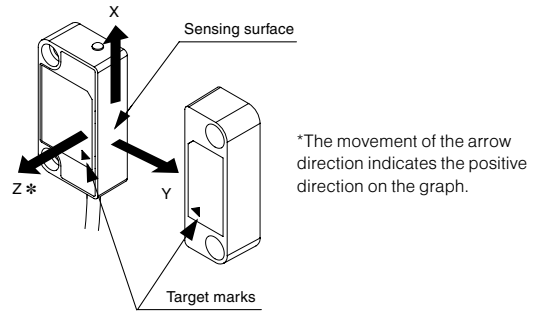 X
Sensing surface
*The movement of the arrow
direction indicates the positive
direction on the graph.
Z *
Y
Target marks